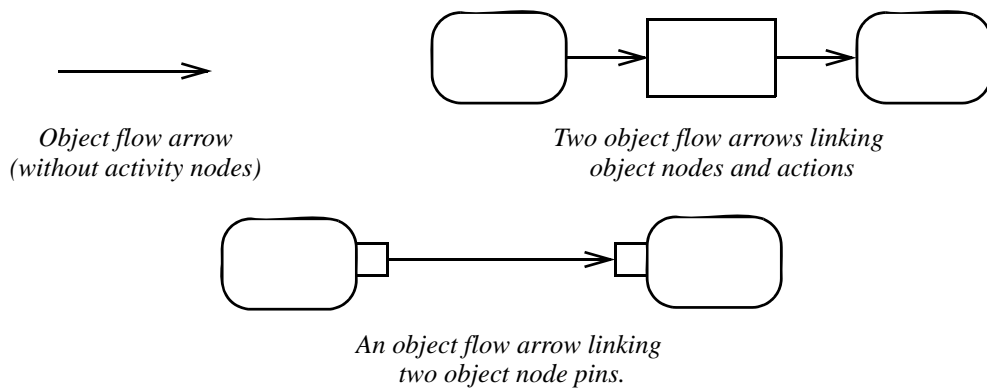 Object flow arrow
(without activity nodes)
Two object flow arrows linking
object nodes and actions
An object flow arrow linking
two object node pins.